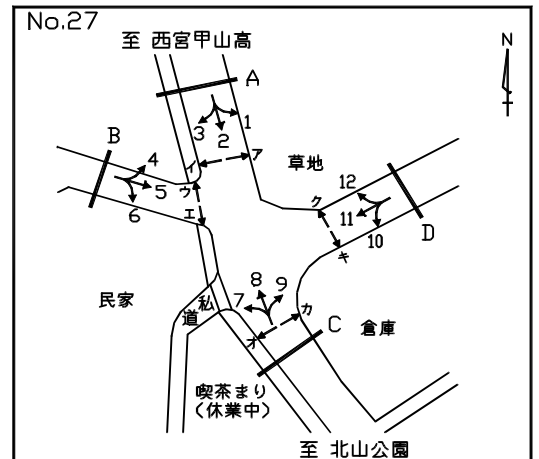 No.27
至 西宮甲山高
N
A
B
3 2 1
イ ア
草地
4
5
6
ウ
エ
ク
12
11
10
キ
D
民家
8 9
7
カ
私
道
オ
C
倉庫
喫茶まり
(休業中)
至 北山公園